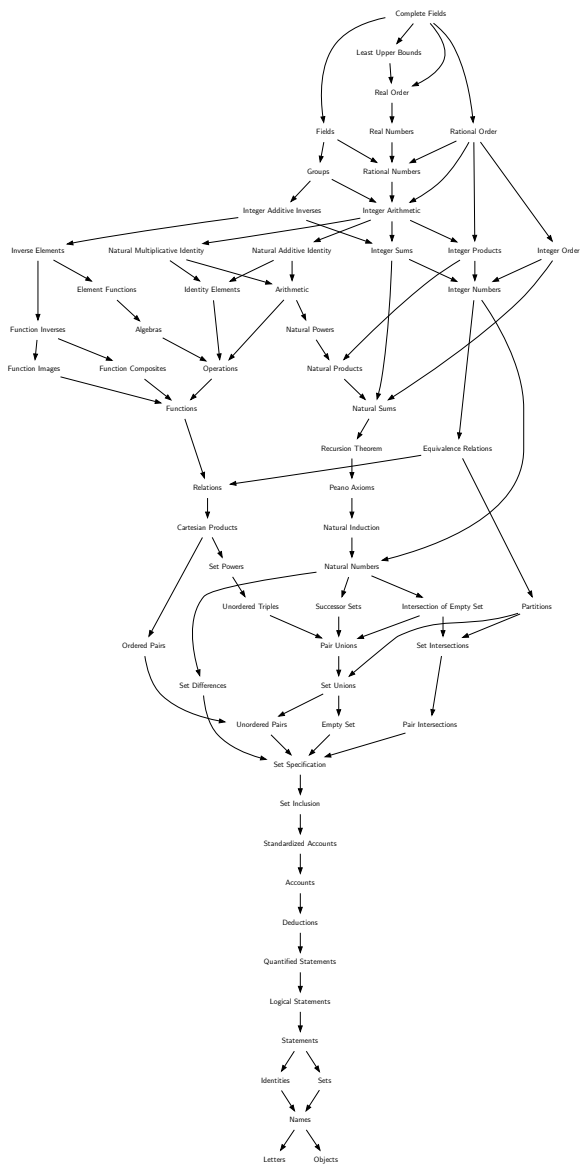 Complete Fields
Least Upper Bounds
Real Order
Fields
Real Numbers
Rational Order
Groups
Rational Numbers
Integer Additive Inverses
Integer Arithmetic
Inverse Elements
Natural Multiplicative Identity
Natural Additive Identity
Integer Sums
Integer Products
Integer Order
Element Functions
Identity Elements
Arithmetic
Integer Numbers
Function Inverses
Algebras
Natural Powers
Function Images
Function Composites
Operations
Natural Products
Functions
Natural Sums
Recursion Theorem
Equivalence Relations
Relations
Peano Axioms
Cartesian Products
Natural Induction
Set Powers
Natural Numbers
Unordered Triples
Successor Sets
Intersection of Empty Set
Partitions
Ordered Pairs
Pair Unions
Set Intersections
Set Differences
Set Unions
Unordered Pairs
Empty Set
Pair Intersections
Set Specification
Set Inclusion
Standardized Accounts
Accounts
Deductions
Quantified Statements
Logical Statements
Statements
Identities
Sets
Names
Letters
Objects